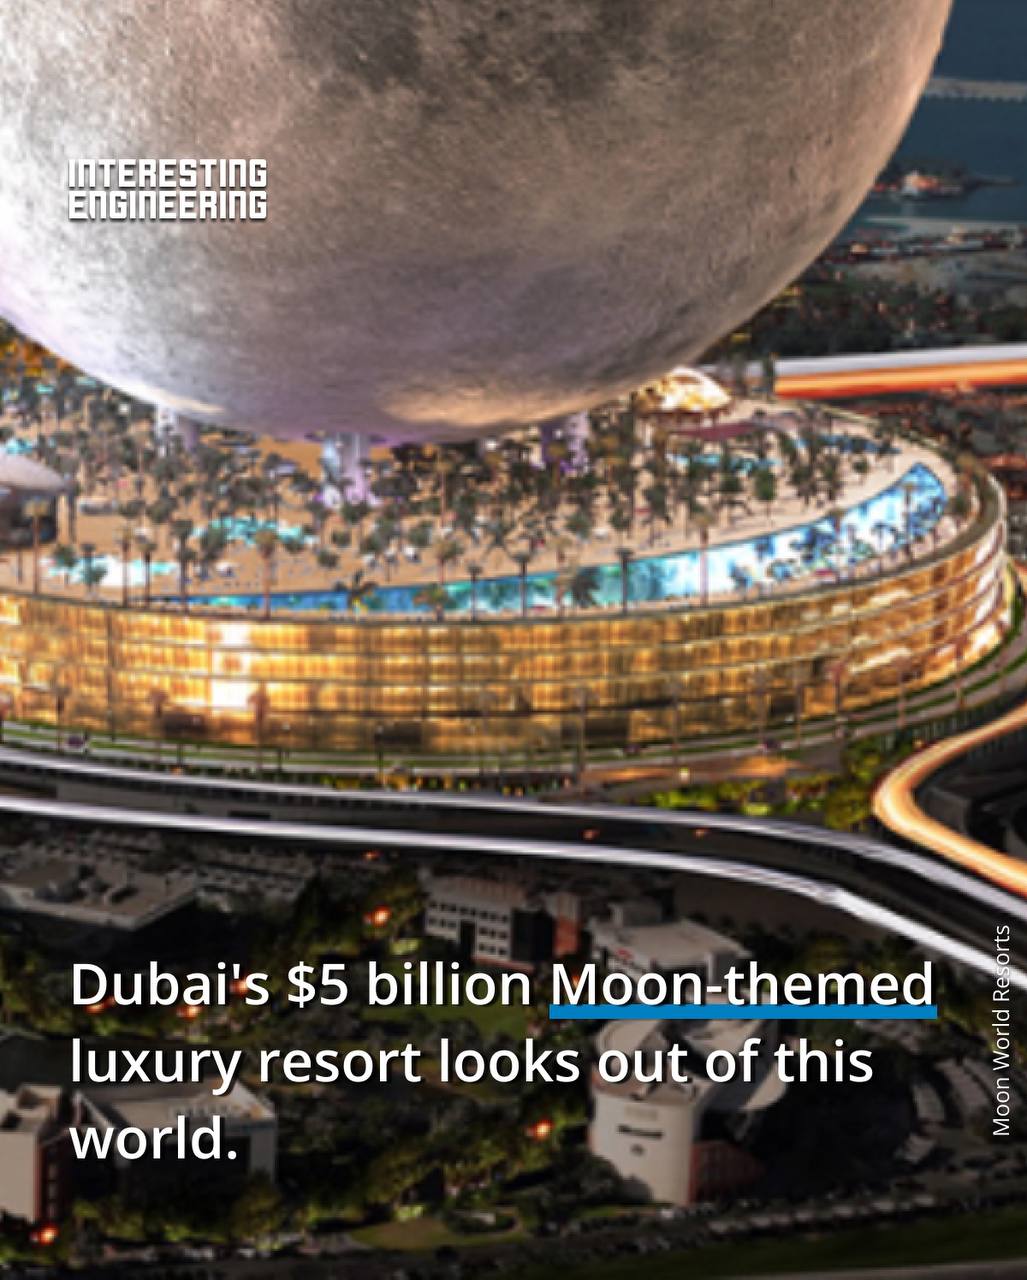 INTERESTING
ENGINEERING
Dubai's $5 billion Moon-themed
luxury resort looks out of this
world.
Moon World Resorts